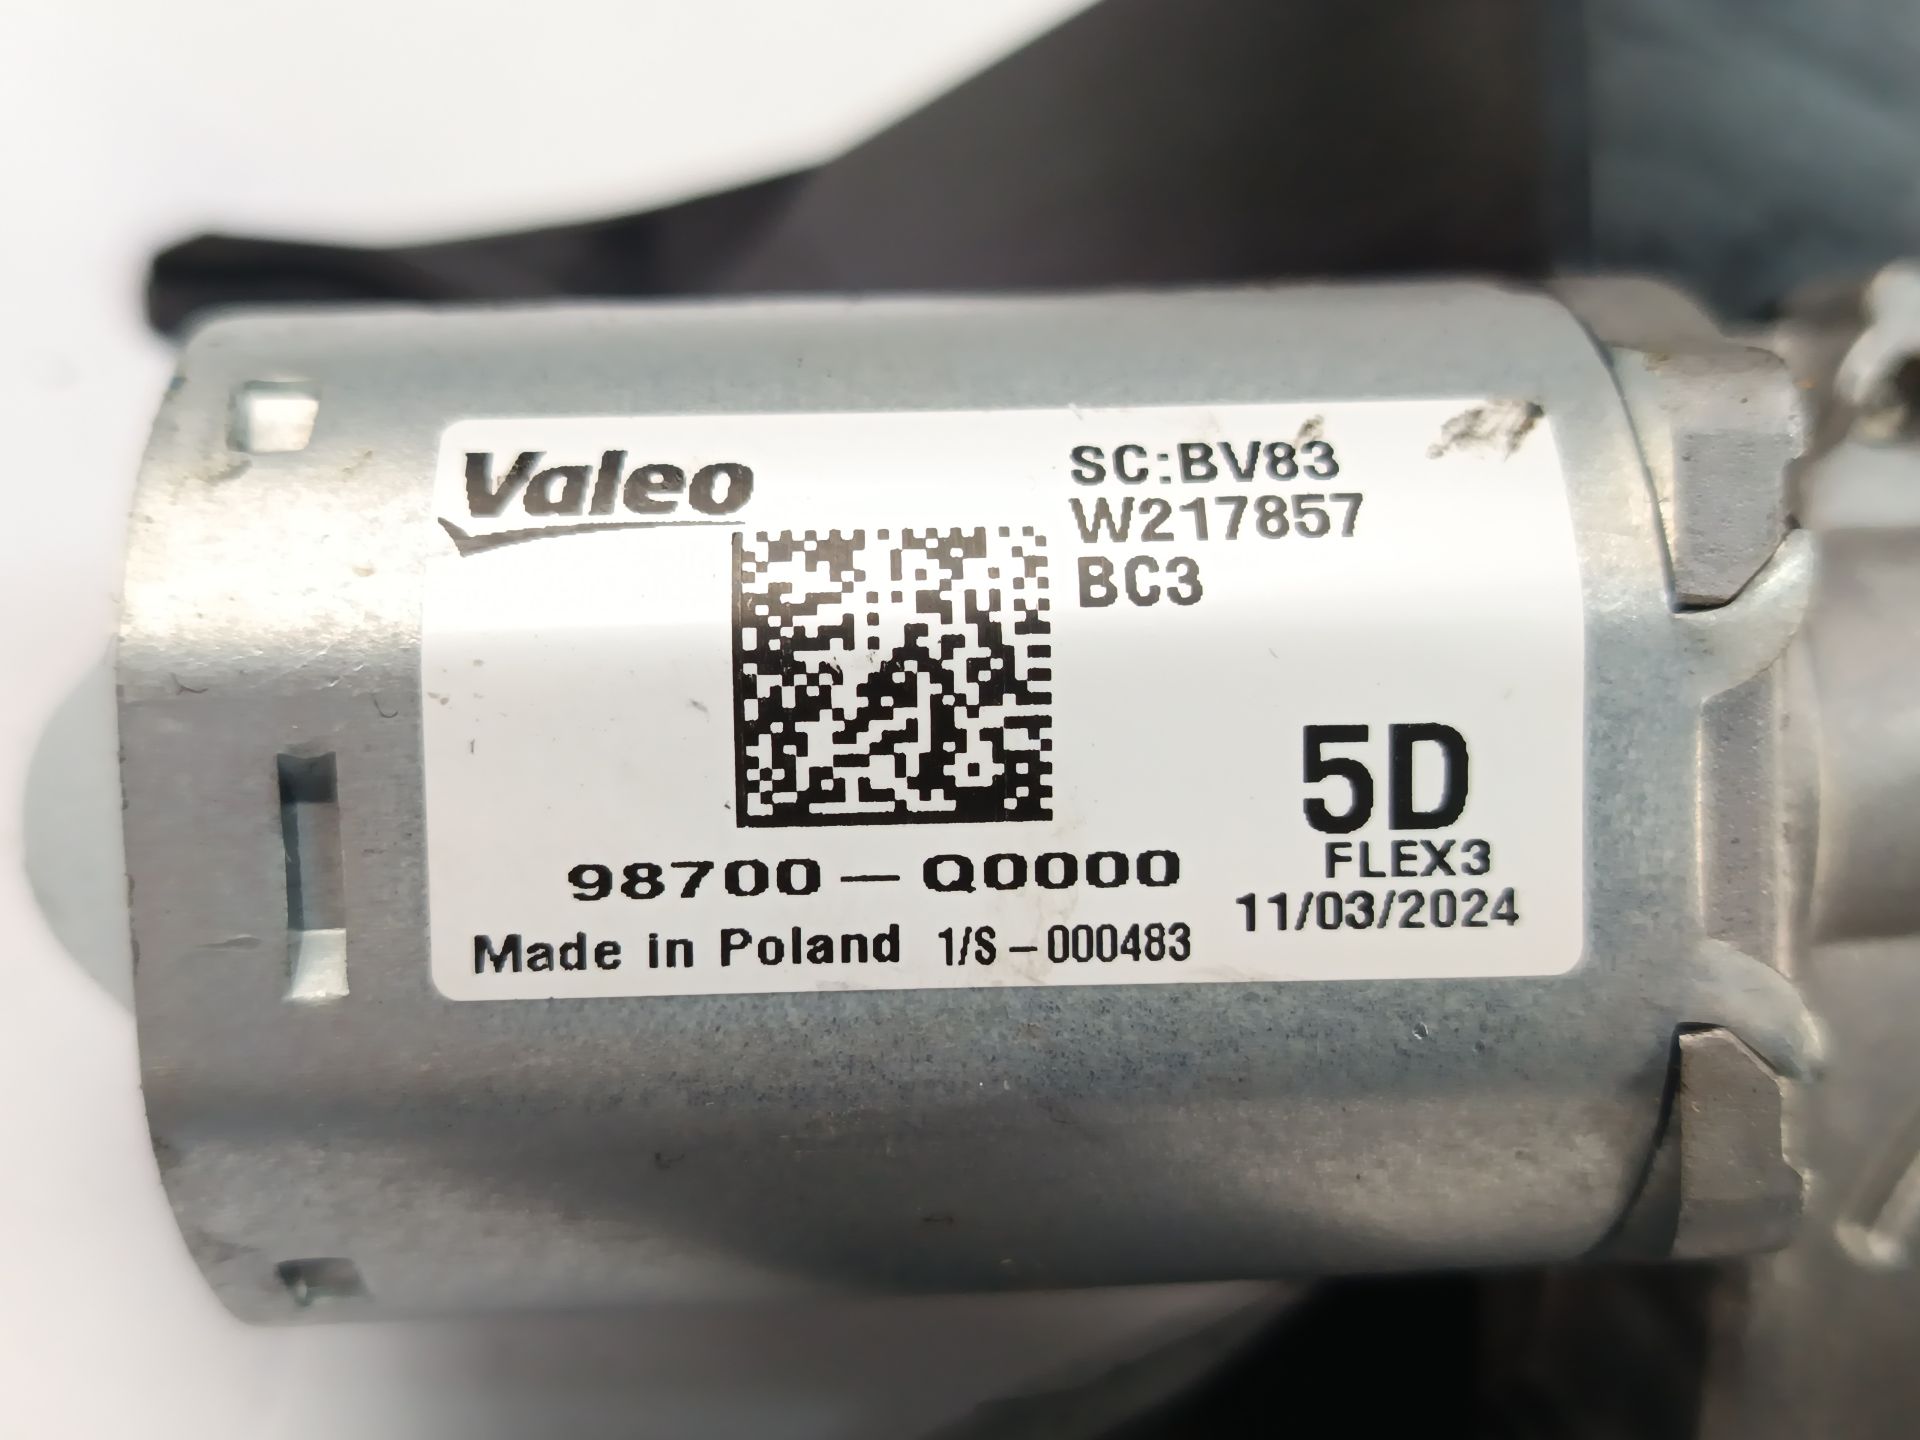 Valeo
SC:BV83
W217857
BC3
5D
FLEX3
98700-Q0000
11/03/2024
Made in Poland 1/S-000483